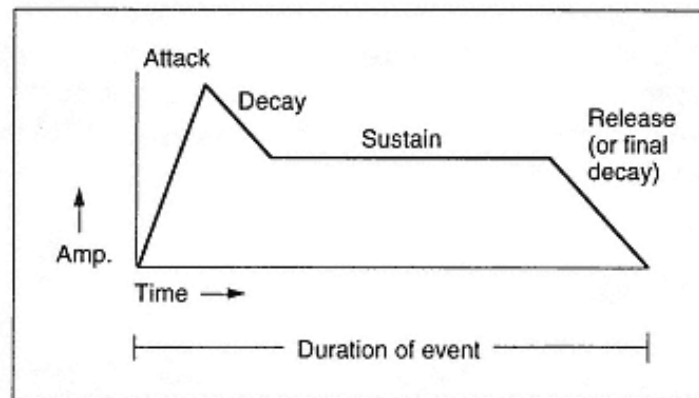 Attack
Decay
Sustain
Release
(or final
decay)
Amp.
Time
Duration of event